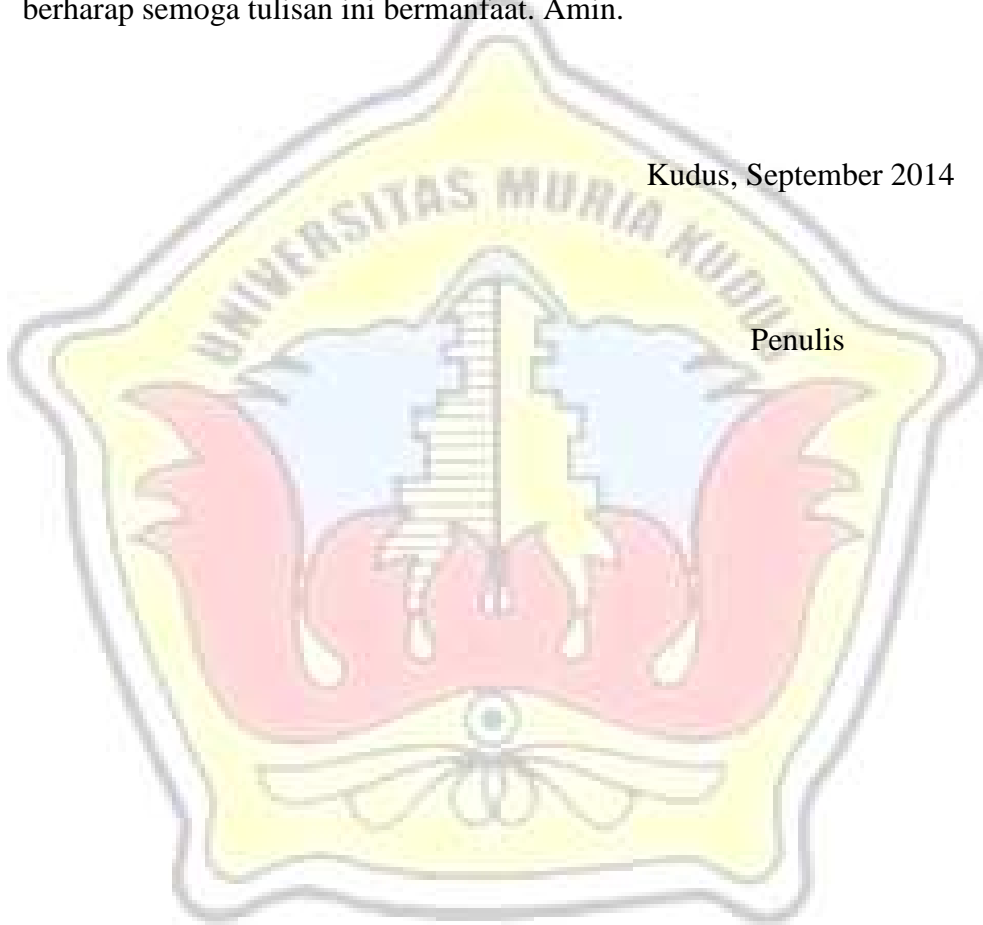 berharap semoga tulisan ini bermanfaat. Amin.
Kudus, September 2014
UNIVERSITAS MURIA KUDUS
Penulis